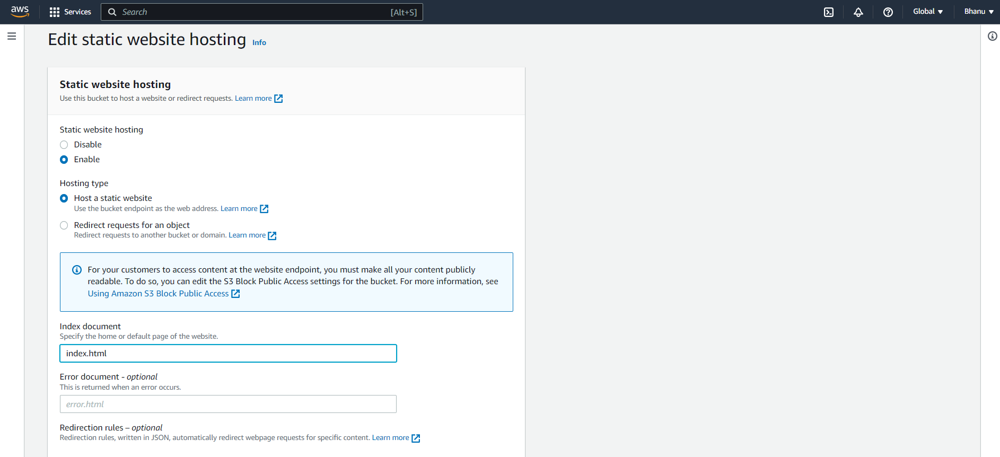 aws Services Search [Alt+S] Global Bhanu
Edit static website hosting Info
Static website hosting
Use this bucket to host a website or redirect requests. Learn more
Static website hosting
Disable
Enable
Hosting type
Host a static website
Use the bucket endpoint as the web address. Learn more
Redirect requests for an object
Redirect requests to another bucket or domain. Learn more
For your customers to access content at the website endpoint, you must make all your content publicly
readable. To do so, you can edit the S3 Block Public Access settings for the bucket. For more information, see
Using Amazon S3 Block Public Access
Index document
Specify the home or default page of the website.
index.html
Error document - optional
This is returned when an error occurs.
error.html
Redirection rules – optional
Redirection rules, written in JSON, automatically redirect webpage requests for specific content. Learn more